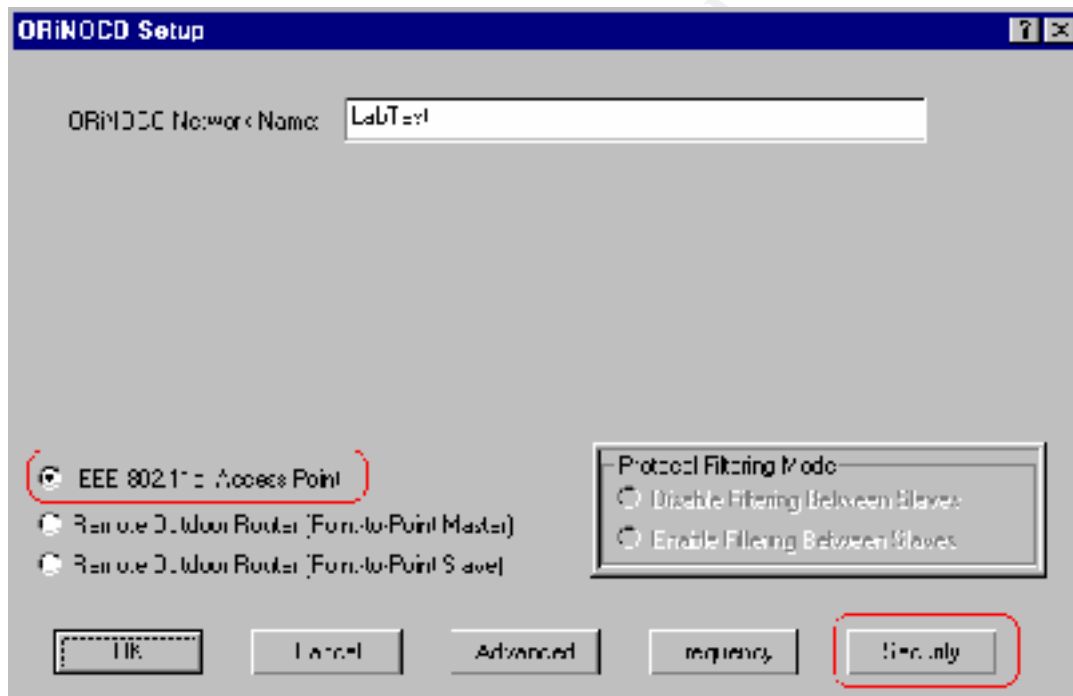 ORiNOCO Setup
ORiNOCO Network Name:
IEEE 802.11 Access Point
Remote Outdoor Router (Point-to-Point Master)
Remote Outdoor Router (Point-to-Point Slave)
Protocol Filtering Mode
Disable Filtering Between Slaves
Enable Filtering Between Slaves
OK
Cancel
Advanced
Frequency
Security